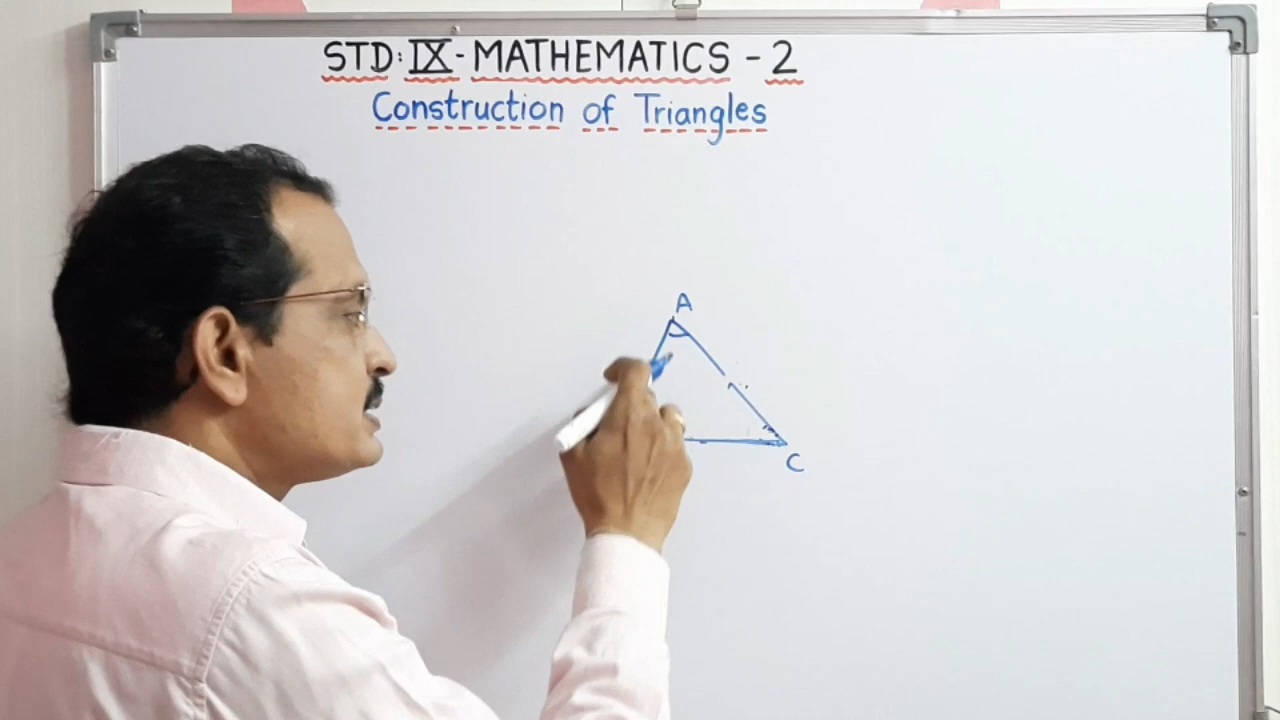 STD: IX - MATHEMATICS - 2
Construction of Triangles
A
C